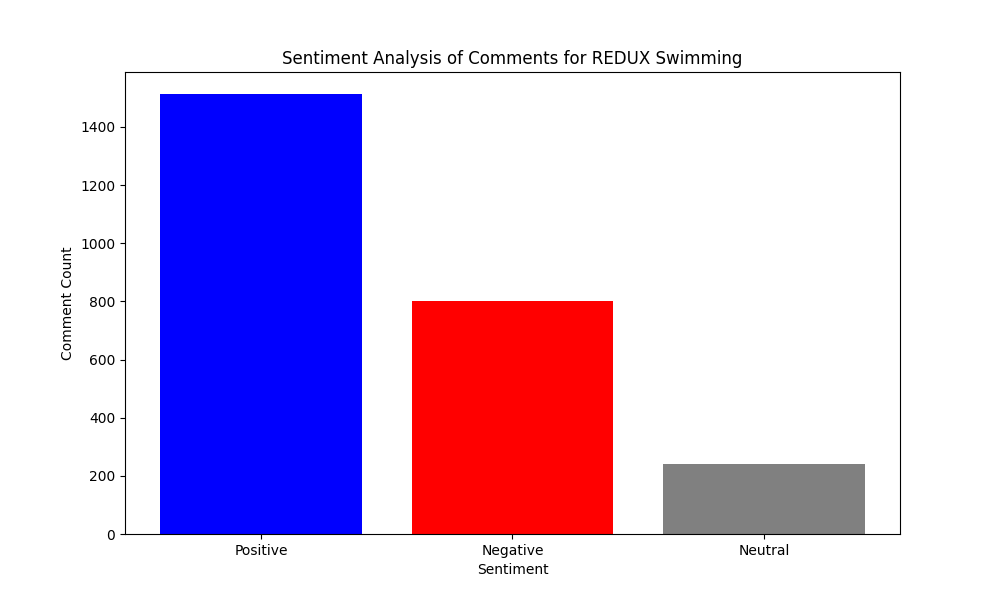 Sentiment Analysis of Comments for REDUX Swimming
Comment Count
1400
1200
1000
800
600
400
200
0
Positive
Negative
Neutral
Sentiment